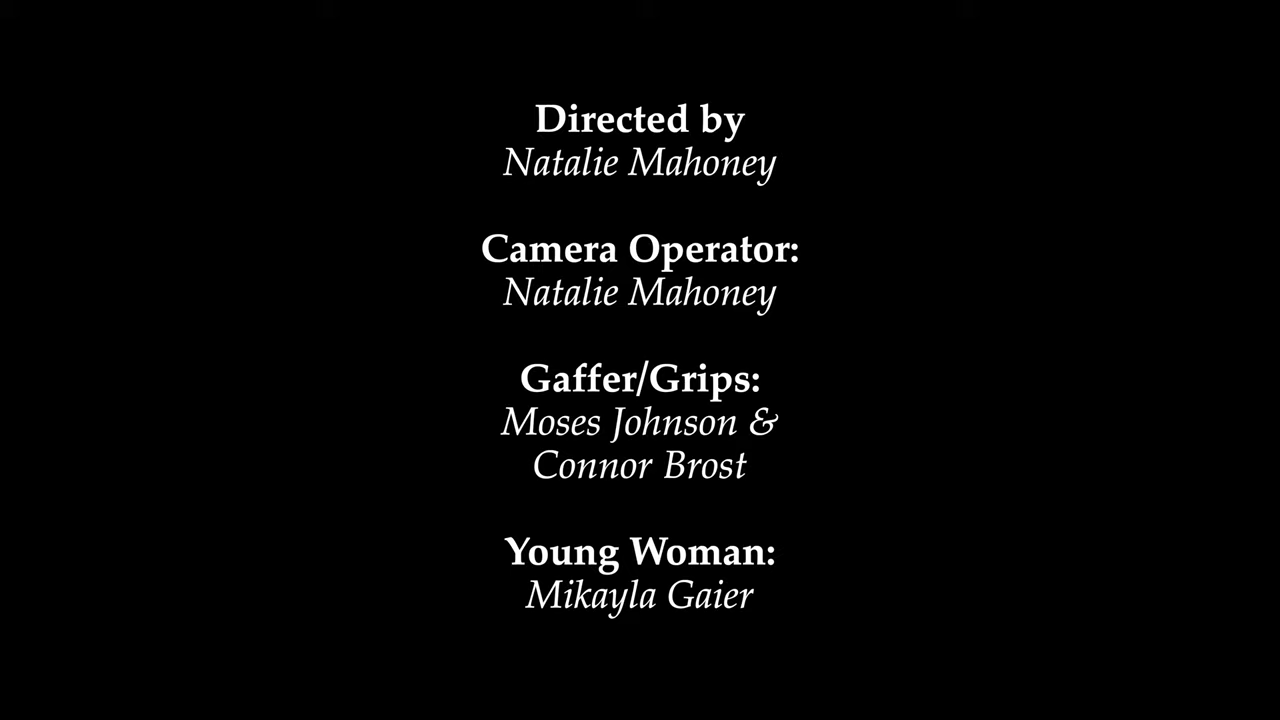 Directed by
Natalie Mahoney
Camera Operator:
Natalie Mahoney
Gaffer/Grips:
Moses Johnson &
Connor Brost
Young Woman:
Mikayla Gaier